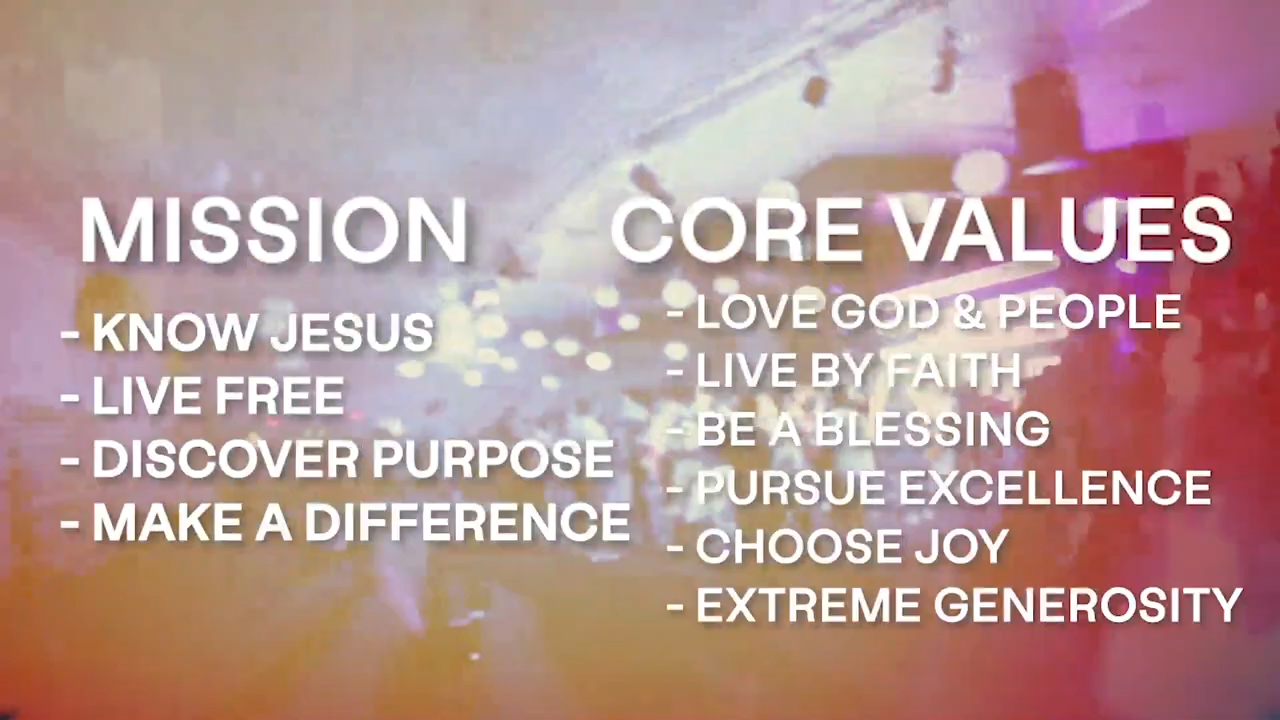 MISSION
- KNOW JESUS
- LIVE FREE
- DISCOVER PURPOSE
- MAKE A DIFFERENCE
CORE VALUES
- LOVE GOD & PEOPLE
- LIVE BY FAITH
- BE A BLESSING
- PURSUE EXCELLENCE
- CHOOSE JOY
- EXTREME GENEROSITY